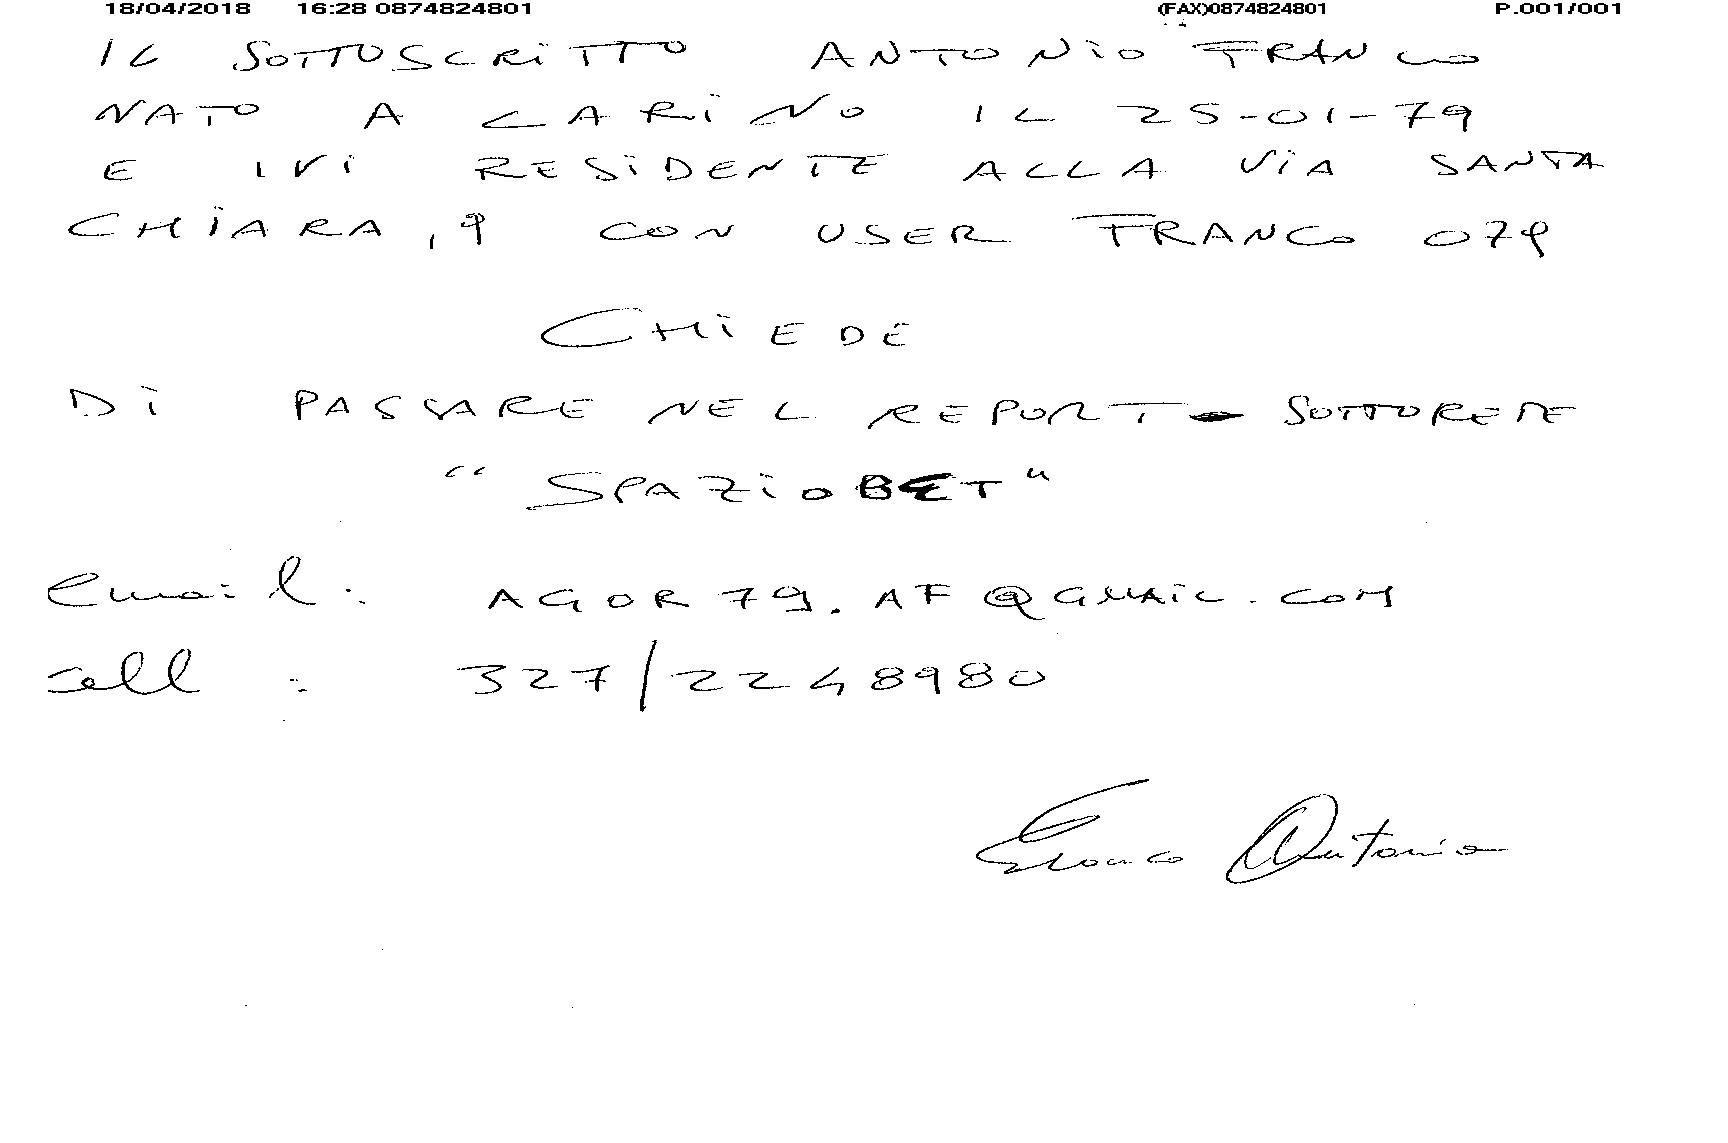 18/04/2018 16:28 0874824801 (FAX)0874824801 P.001/001
IL SOTTOSCRITTO ANTONIO FRANCO
NATO A LARINO IL 25-01-79
E IVI RESIDENTE ALLA VIA SANTA
CHIARA, 9 CON USER FRANCO 079
CHIEDE
DI PASSARE NEL REPORT SOTTORETE
“SPAZIOBET”
email: AGOR79.AF@GMAIL.COM
cell : 327/2248980
Franco Antonio